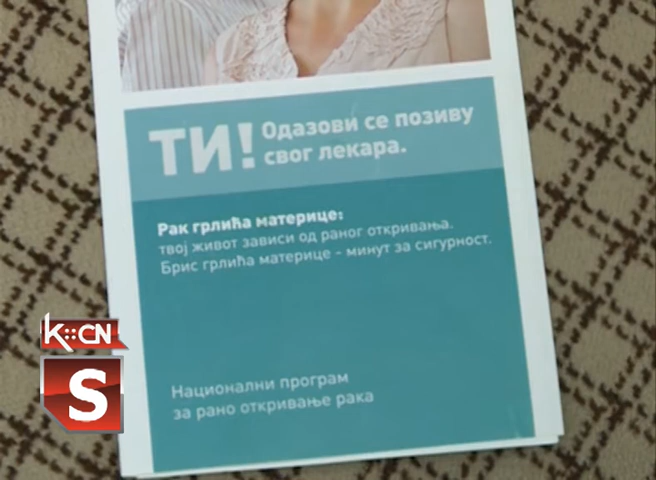 ТИ!
Одазови се позиву
свог лекара.
Рак грлића материце:
твој живот зависи од раног откривања.
Брис грлића материце - минут за сигурност.
Национални програм
за рано откривање рака
K::CN
S